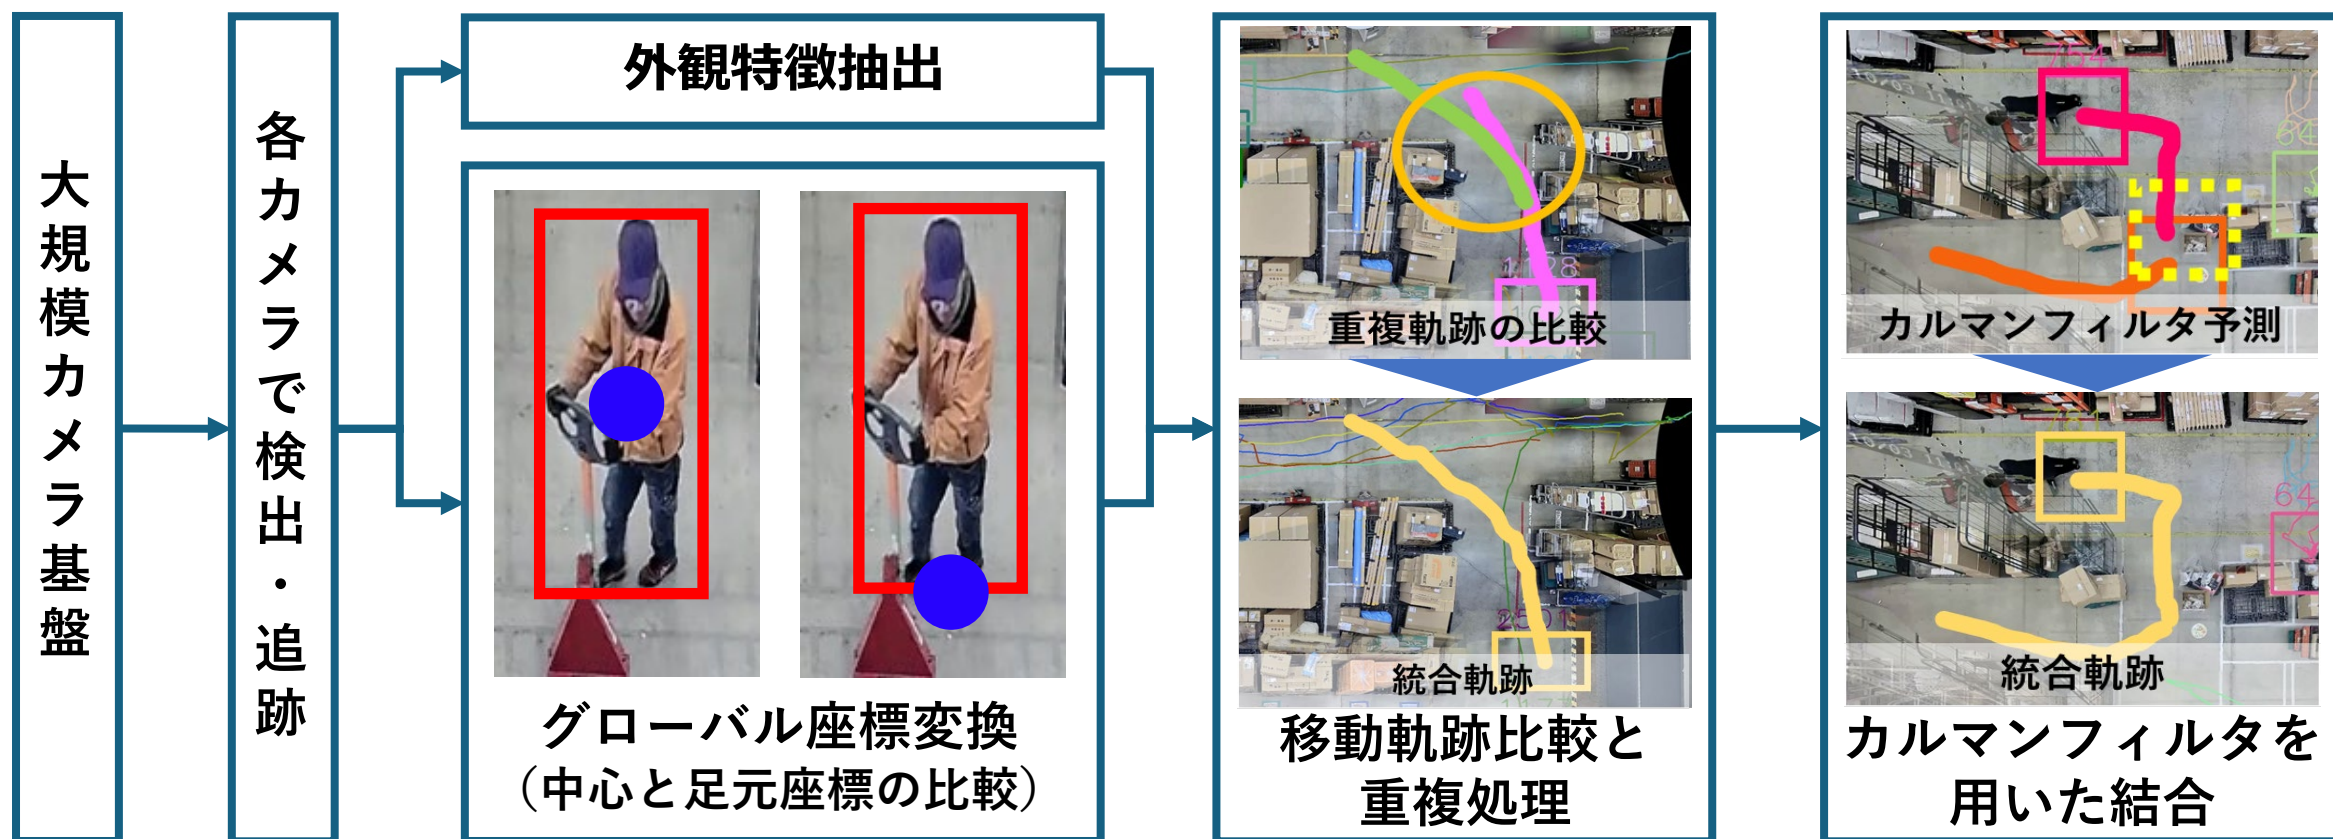 大規模カメラ基盤
各カメラで検出・追跡
外観特徴抽出
グローバル座標変換
（中心と足元座標の比較）
重複軌跡の比較
2501
統合軌跡
移動軌跡比較と
重複処理
754
64
カルマンフィルタ予測
64
統合軌跡
カルマンフィルタを
用いた結合